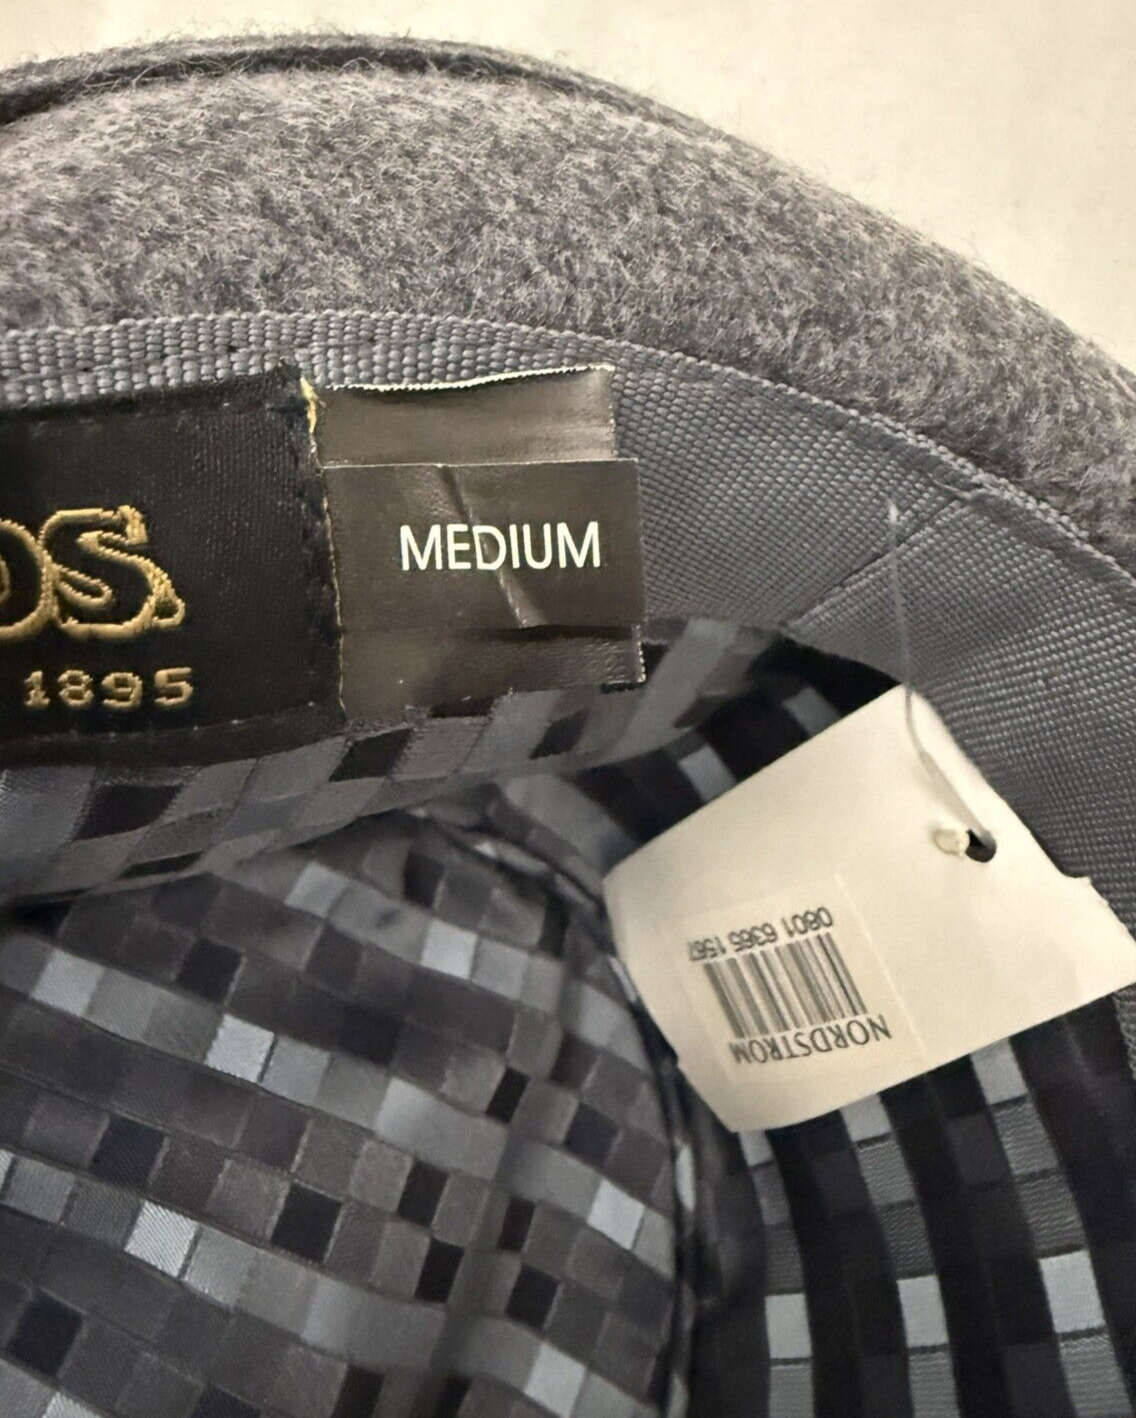 OS
1895
MEDIUM
NORDSTROM
0801 6365 1567